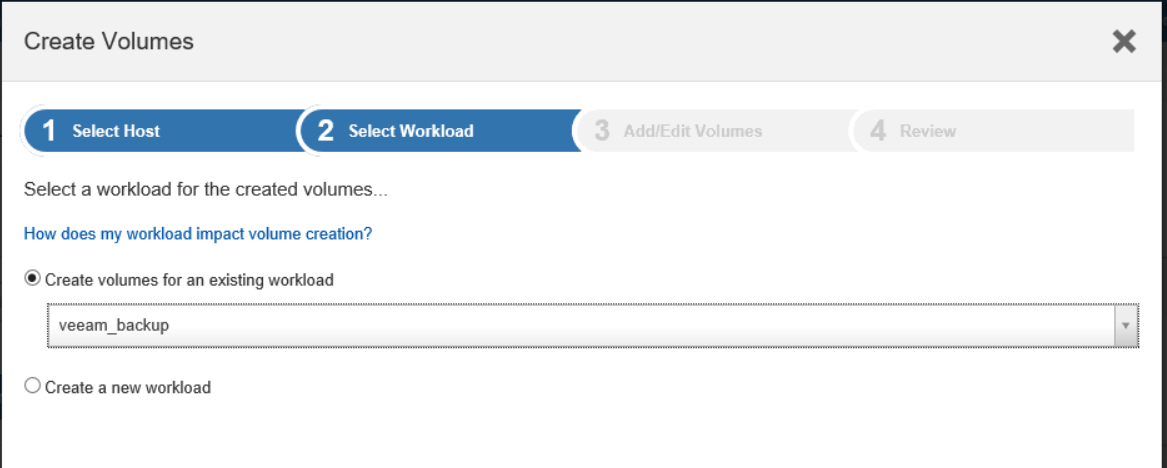 Create Volumes
1 Select Host 2 Select Workload 3 Add/Edit Volumes 4 Review
Select a workload for the created volumes...
How does my workload impact volume creation?
Create volumes for an existing workload
veeam_backup
Create a new workload